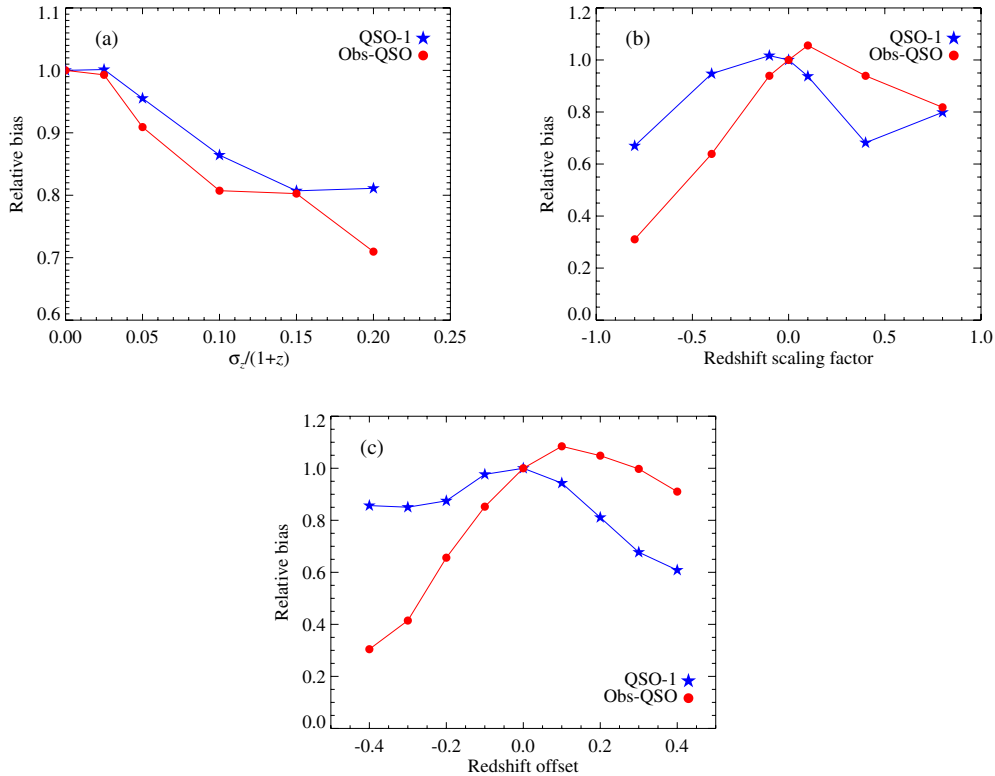 (a)
QSO-1
Obs-QSO
1.1
1.0
0.9
0.8
0.7
0.6
Relative bias
0.00 0.05 0.10 0.15 0.20 0.25
σz/(1+z)
(b)
QSO-1
Obs-QSO
1.2
1.0
0.8
0.6
0.4
0.2
0.0
Relative bias
-1.0 -0.5 0.0 0.5 1.0
Redshift scaling factor
(c)
1.2
1.0
0.8
0.6
0.4
0.2
0.0
Relative bias
QSO-1
Obs-QSO
-0.4 -0.2 0.0 0.2 0.4
Redshift offset